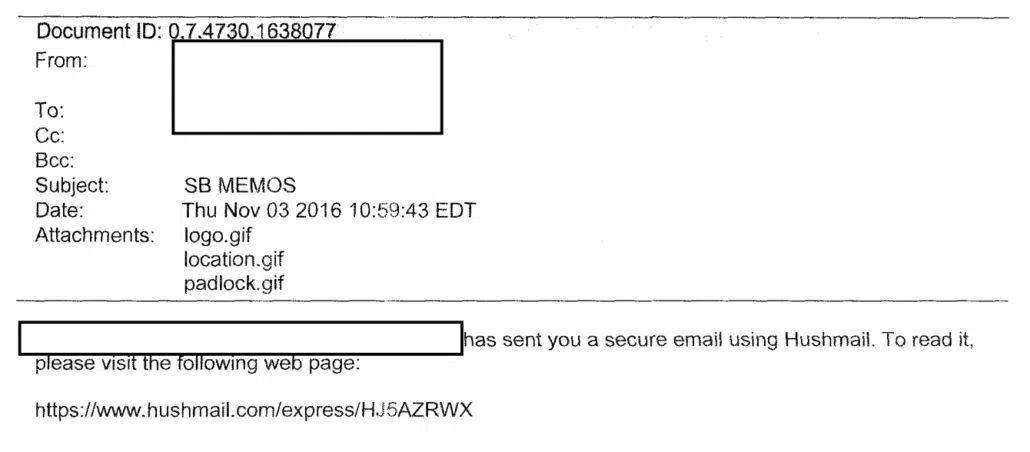 Document ID: 0.7.4730.1638077
From:
To:
Cc:
Bcc:
Subject: SB MEMOS
Date: Thu Nov 03 2016 10:59:43 EDT
Attachments: logo.gif
location.gif
padlock.gif
has sent you a secure email using Hushmail. To read it,
please visit the following web page:
https://www.hushmail.com/express/HJ5AZRWX